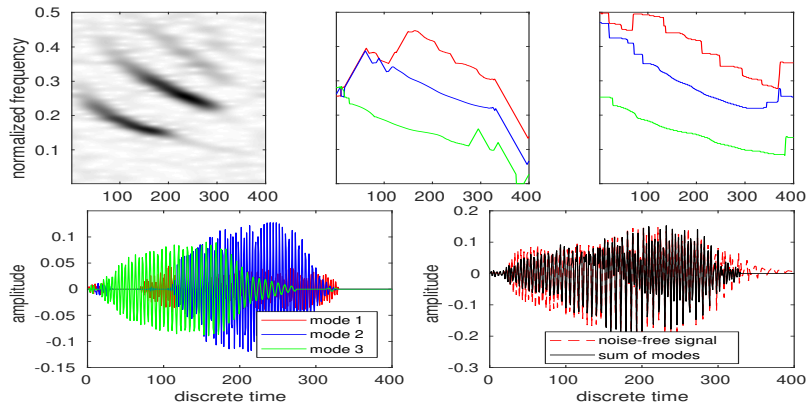 0.5
0.4
0.3
0.2
0.1
normalized frequency
100 200 300 400
0 100 200 300 400
0 100 200 300 400
0.1
0.05
0
-0.05
-0.1
-0.15
amplitude
mode 1
mode 2
mode 3
0 100 200 300 400
discrete time
0.2
0.1
0
-0.1
-0.2
-0.3
amplitude
noise-free signal
sum of modes
0 100 200 300 400
discrete time